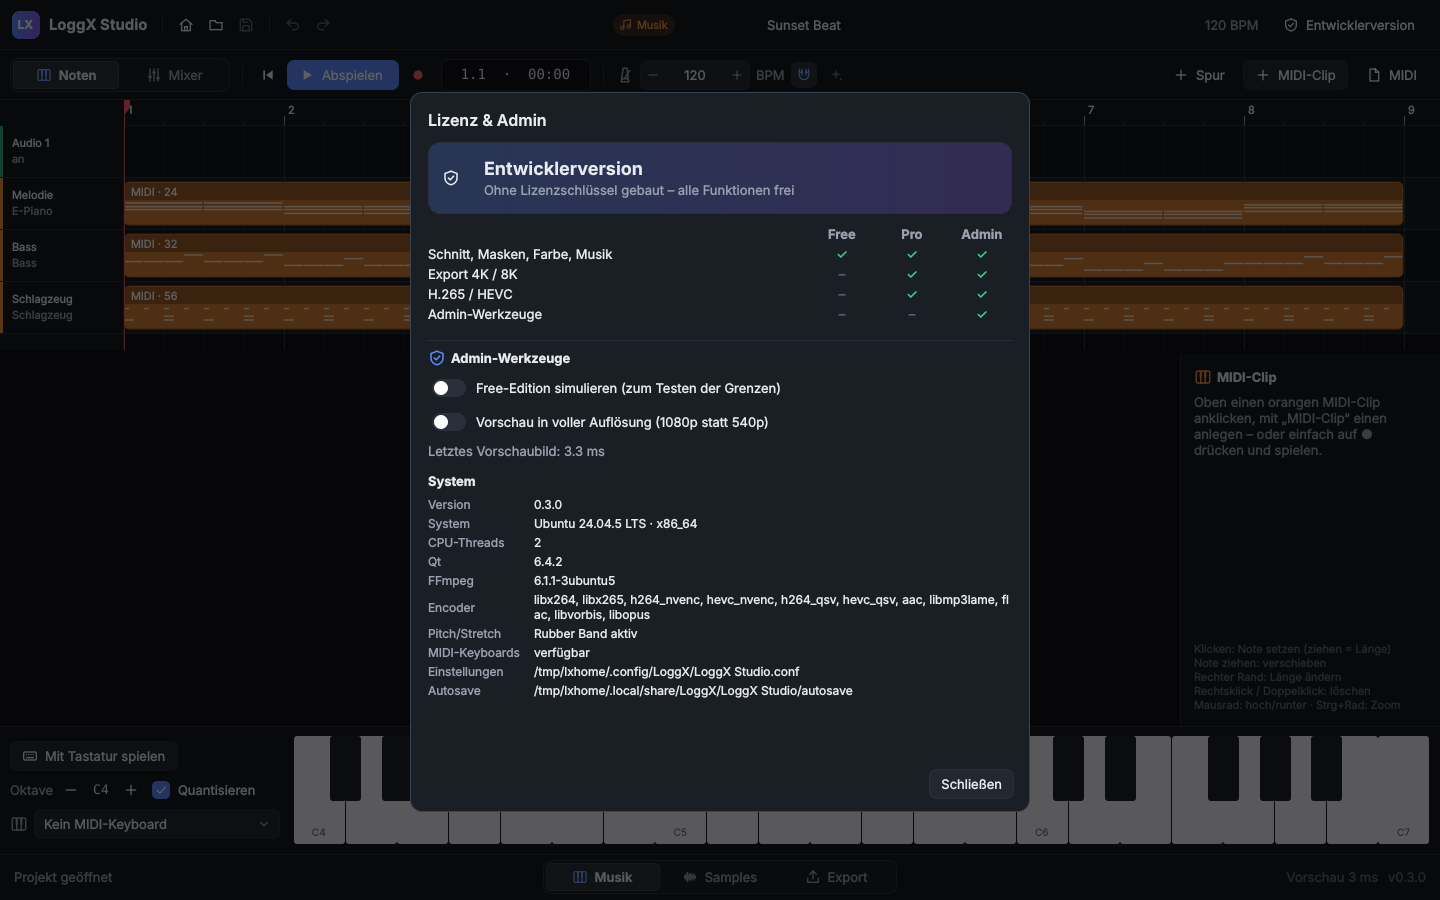 LX LoggX Studio
Musik
Sunset Beat
120 BPM
Entwicklerversion
Noten
Mixer
Abspielen
1.1 · 00:00
120
BPM
Spur
MIDI-Clip
MIDI
1
2
7
8
9
Audio 1
an
Melodie
E-Piano
MIDI · 24
Bass
Bass
MIDI · 32
Schlagzeug
Schlagzeug
MIDI · 56
Lizenz & Admin
Entwicklerversion
Ohne Lizenzschlüssel gebaut – alle Funktionen frei
Free Pro Admin
Schnitt, Masken, Farbe, Musik
Export 4K / 8K –
H.265 / HEVC –
Admin-Werkzeuge – –
Admin-Werkzeuge
Free-Edition simulieren (zum Testen der Grenzen)
Vorschau in voller Auflösung (1080p statt 540p)
Letztes Vorschaubild: 3.3 ms
System
Version 0.3.0
System Ubuntu 24.04.5 LTS · x86_64
CPU-Threads 2
Qt 6.4.2
FFmpeg 6.1.1-3ubuntu5
Encoder libx264, libx265, h264_nvenc, hevc_nvenc, h264_qsv, hevc_qsv, aac, libmp3lame, fl
ac, libvorbis, libopus
Pitch/Stretch Rubber Band aktiv
MIDI-Keyboards verfügbar
Einstellungen /tmp/lxhome/.config/LoggX/LoggX Studio.conf
Autosave /tmp/lxhome/.local/share/LoggX/LoggX Studio/autosave
Schließen
MIDI-Clip
Oben einen orangen MIDI-Clip
anklicken, mit „MIDI-Clip“ einen
anlegen – oder einfach auf ●
drücken und spielen.
Klicken: Note setzen (ziehen = Länge)
Note ziehen: verschieben
Rechter Rand: Länge ändern
Rechtsklick / Doppelklick: löschen
Mausrad: hoch/runter · Strg+Rad: Zoom
Mit Tastatur spielen
Oktave − C4 + Quantisieren
Kein MIDI-Keyboard
C4
C5
C6
C7
Projekt geöffnet
Musik
Samples
Export
Vorschau 3 ms v0.3.0